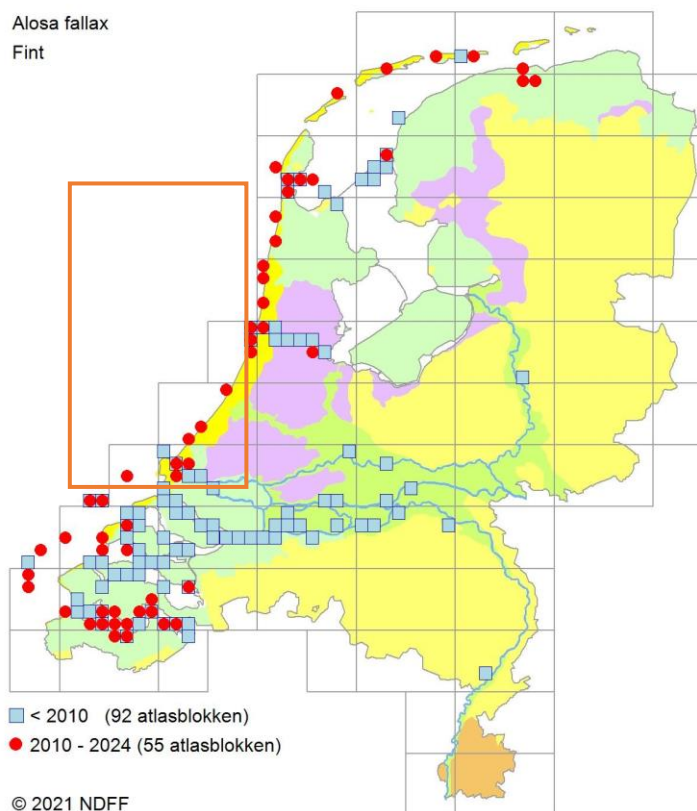 Alosa fallax
Fint
< 2010 (92 atlasblokken)
2010 - 2024 (55 atlasblokken)
© 2021 NDFF